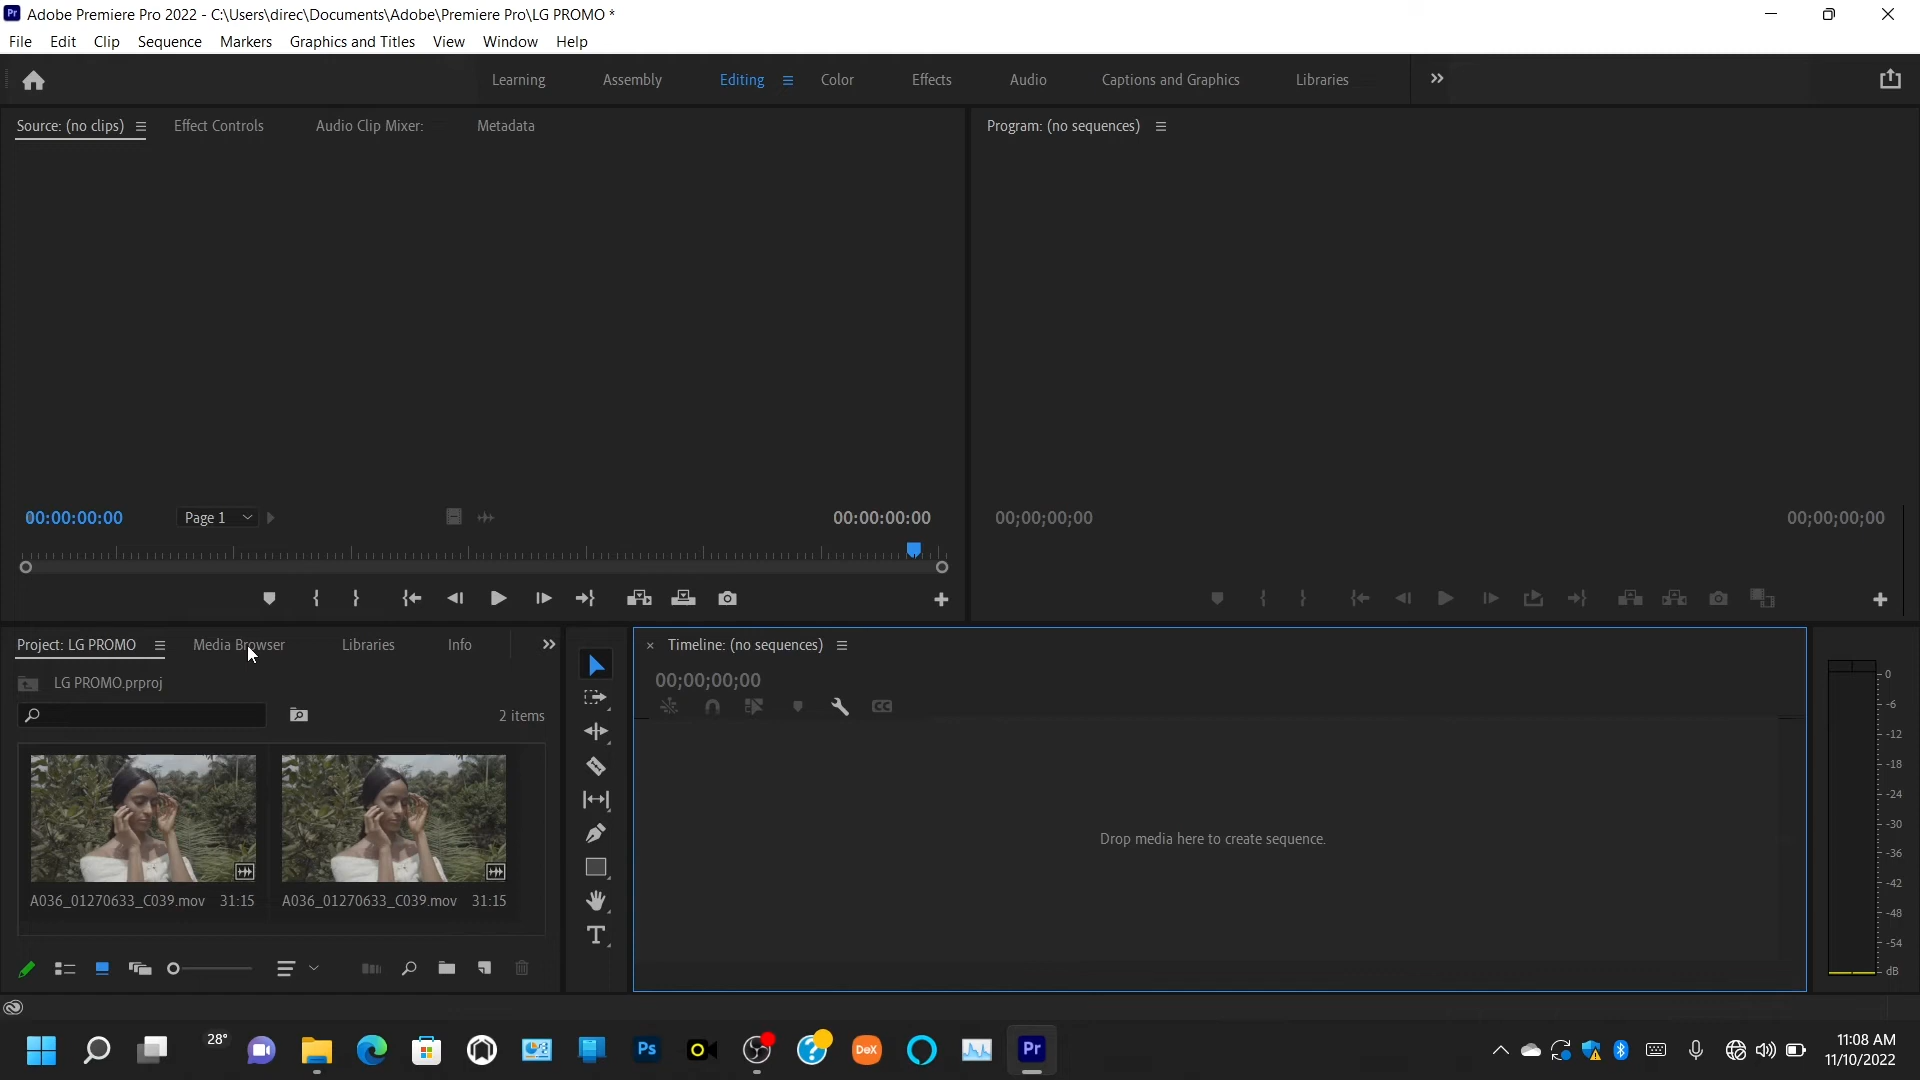 Adobe Premiere Pro 2022 - C:\Users\direc\Documents\Adobe\Premiere Pro\LG PROMO *
File Edit Clip Sequence Markers Graphics and Titles View Window Help
Learning Assembly Editing Color Effects Audio Captions and Graphics Libraries
Source: (no clips) Effect Controls Audio Clip Mixer: Metadata
Program: (no sequences)
00:00:00:00 Page 1 00:00:00:00
00;00;00;00 00;00;00;00
Project: LG PROMO Media Browser Libraries Info
LG PROMO.prproj
2 items
A036_01270633_C039.mov 31:15
A036_01270633_C039.mov 31:15
T
× Timeline: (no sequences)
00;00;00;00
CC
Drop media here to create sequence.
0
-6
-12
-18
-24
-30
-36
-42
-48
-54
dB
28°
Ps
DeX
Pr
11:08 AM
11/10/2022